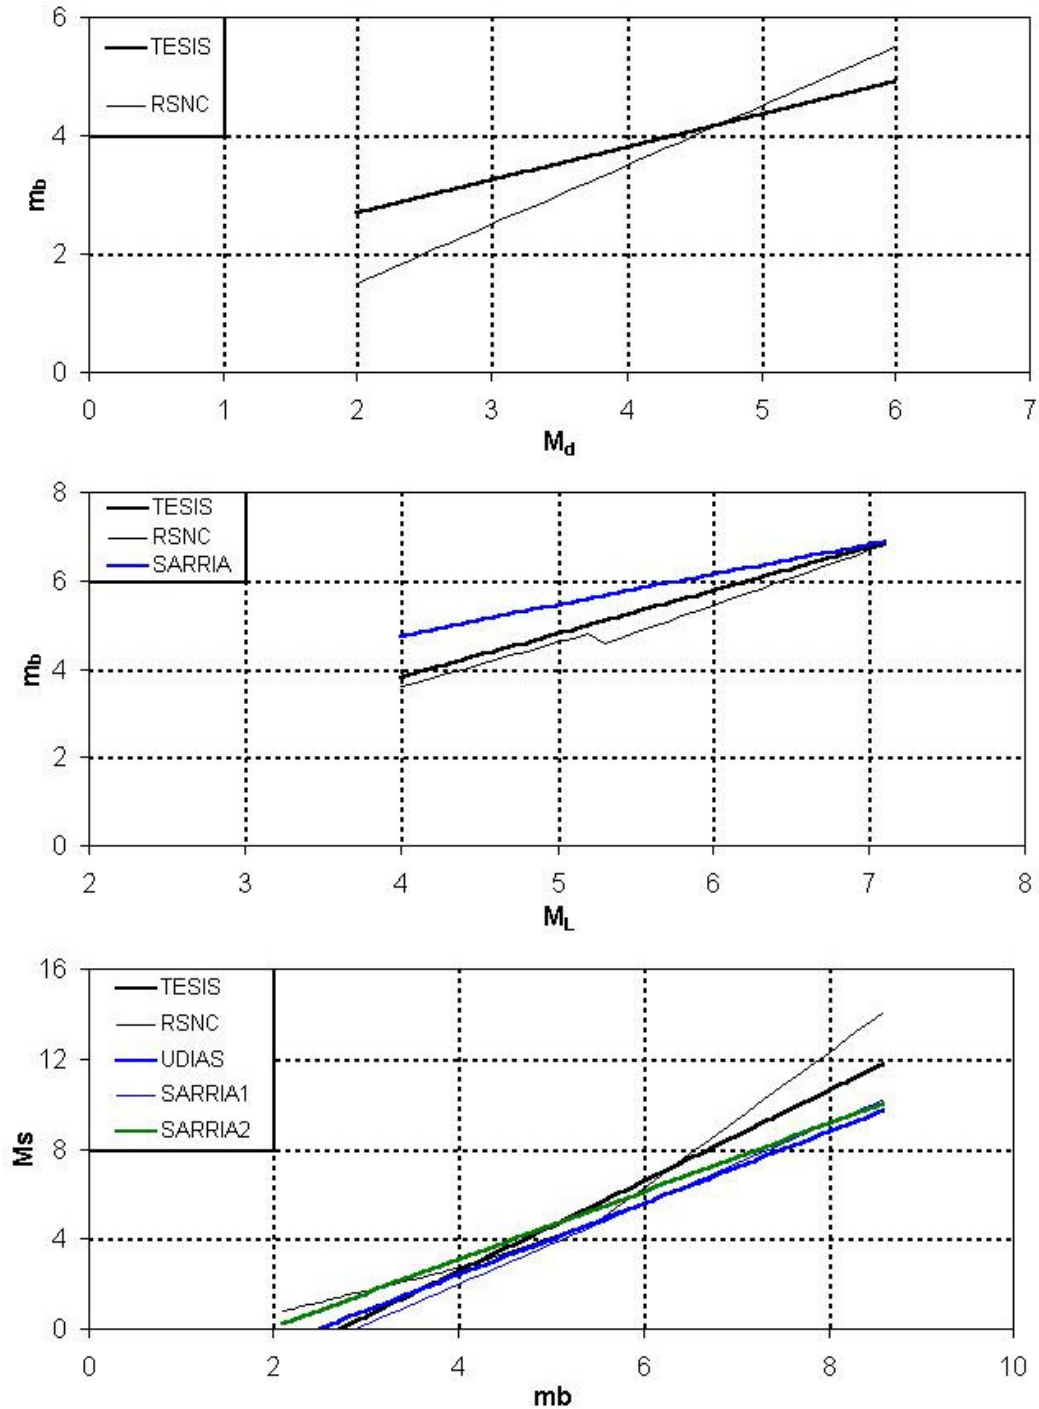 6
TESIS
RSNC
4
mb
2
0
0 1 2 3 4 5 6 7
Md
8
TESIS
RSNC
SARRIA
6
mb
4
2
0
2 3 4 5 6 7 8
ML
16
TESIS
RSNC
12
UDIAS
SARRIA1
SARRIA2
Ms
8
4
0
0 2 4 6 8 10
mb